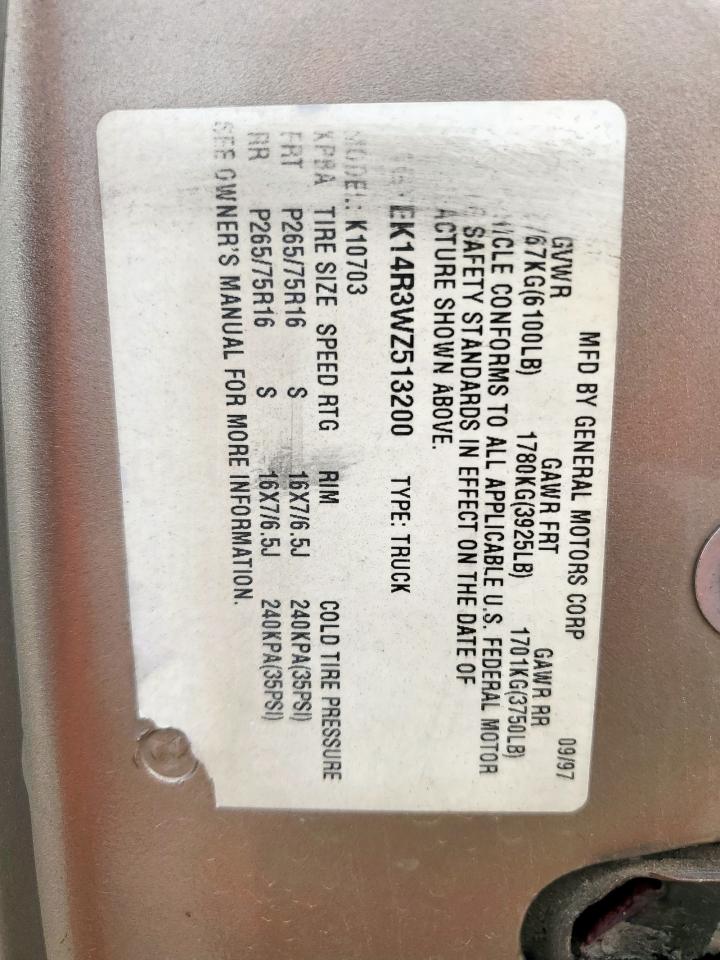 MFD BY GENERAL MOTORS CORP 09/97
GVWR GAWR FRT GAWR RR
/67KG(6100LB) 1780KG(3925LB) 1701KG(3750LB)
CONFORMS TO ALL APPLICABLE U.S. FEDERAL MOTOR
SAFETY STANDARDS IN EFFECT ON THE DATE OF
ACTURE SHOWN ABOVE.
EK14R3WZ513200 TYPE: TRUCK
MODEL: K10703
TIRE SIZE SPEED RTG RIM COLD TIRE PRESSURE
FRT P265/75R16 S 16X7/6.5J 240KPA(35PSI)
RR P265/75R16 S 16X7/6.5J 240KPA(35PSI)
SEE OWNER'S MANUAL FOR MORE INFORMATION.